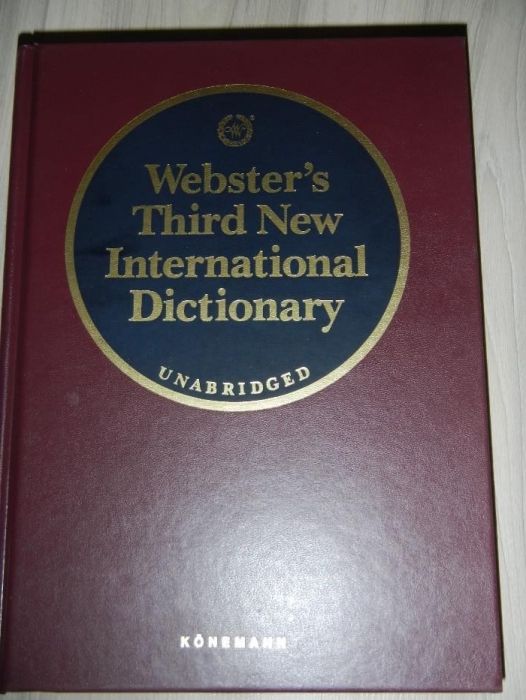 Webster's
Third New
International
Dictionary
UNABRIDGED
KÖNEMANN